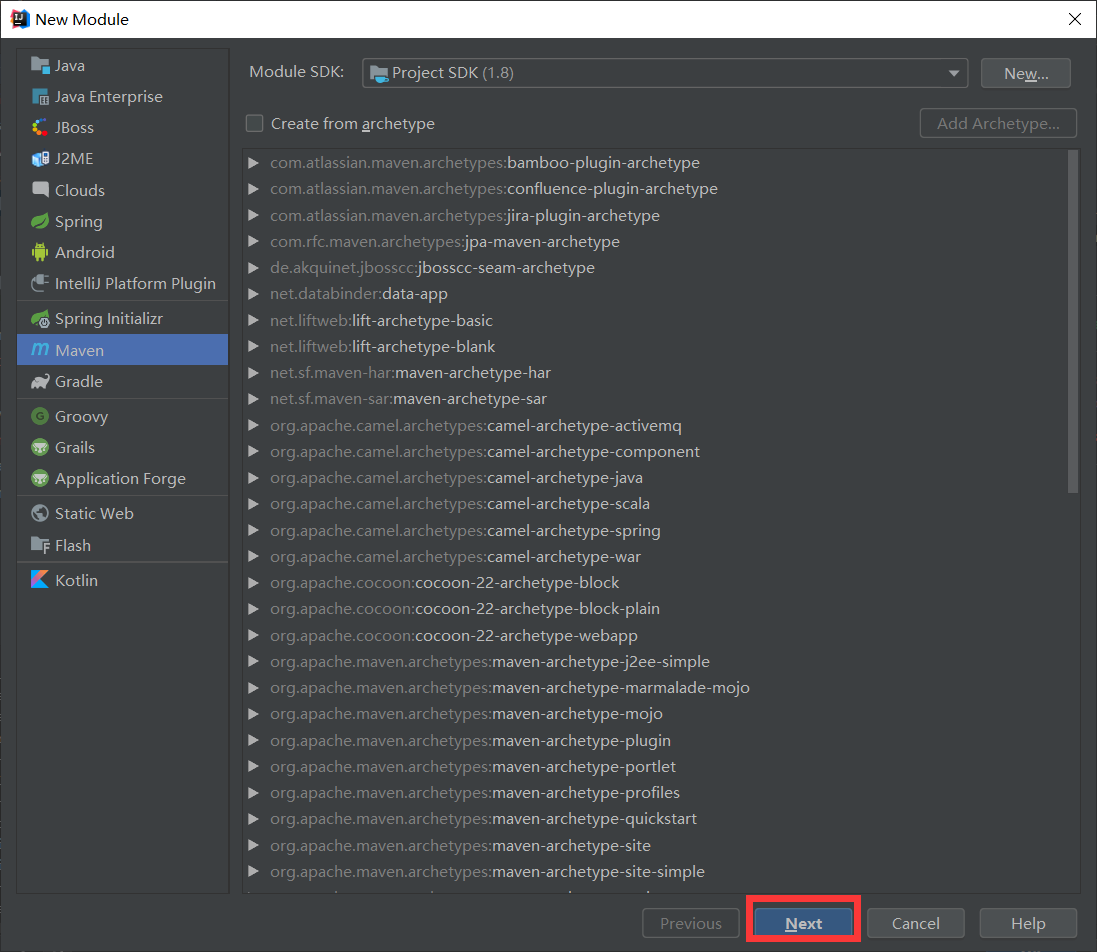 New Module
Java
Java Enterprise
JBoss
J2ME
Clouds
Spring
Android
IntelliJ Platform Plugin
Spring Initializr
Maven
Gradle
Groovy
Grails
Application Forge
Static Web
Flash
Kotlin
Module SDK: Project SDK (1.8) New...
Create from archetype Add Archetype...
com.atlassian.maven.archetypes:bamboo-plugin-archetype
com.atlassian.maven.archetypes:confluence-plugin-archetype
com.atlassian.maven.archetypes:jira-plugin-archetype
com.rfc.maven.archetypes:jpa-maven-archetype
de.akquinet.jbosscc:jbosscc-seam-archetype
net.databinder:data-app
net.liftweb:lift-archetype-basic
net.liftweb:lift-archetype-blank
net.sf.maven-har:maven-archetype-har
net.sf.maven-sar:maven-archetype-sar
org.apache.camel.archetypes:camel-archetype-activemq
org.apache.camel.archetypes:camel-archetype-component
org.apache.camel.archetypes:camel-archetype-java
org.apache.camel.archetypes:camel-archetype-scala
org.apache.camel.archetypes:camel-archetype-spring
org.apache.camel.archetypes:camel-archetype-war
org.apache.cocoon:cocoon-22-archetype-block
org.apache.cocoon:cocoon-22-archetype-block-plain
org.apache.cocoon:cocoon-22-archetype-webapp
org.apache.maven.archetypes:maven-archetype-j2ee-simple
org.apache.maven.archetypes:maven-archetype-marmalade-mojo
org.apache.maven.archetypes:maven-archetype-mojo
org.apache.maven.archetypes:maven-archetype-plugin
org.apache.maven.archetypes:maven-archetype-portlet
org.apache.maven.archetypes:maven-archetype-profiles
org.apache.maven.archetypes:maven-archetype-quickstart
org.apache.maven.archetypes:maven-archetype-site
org.apache.maven.archetypes:maven-archetype-site-simple
Previous Next Cancel Help